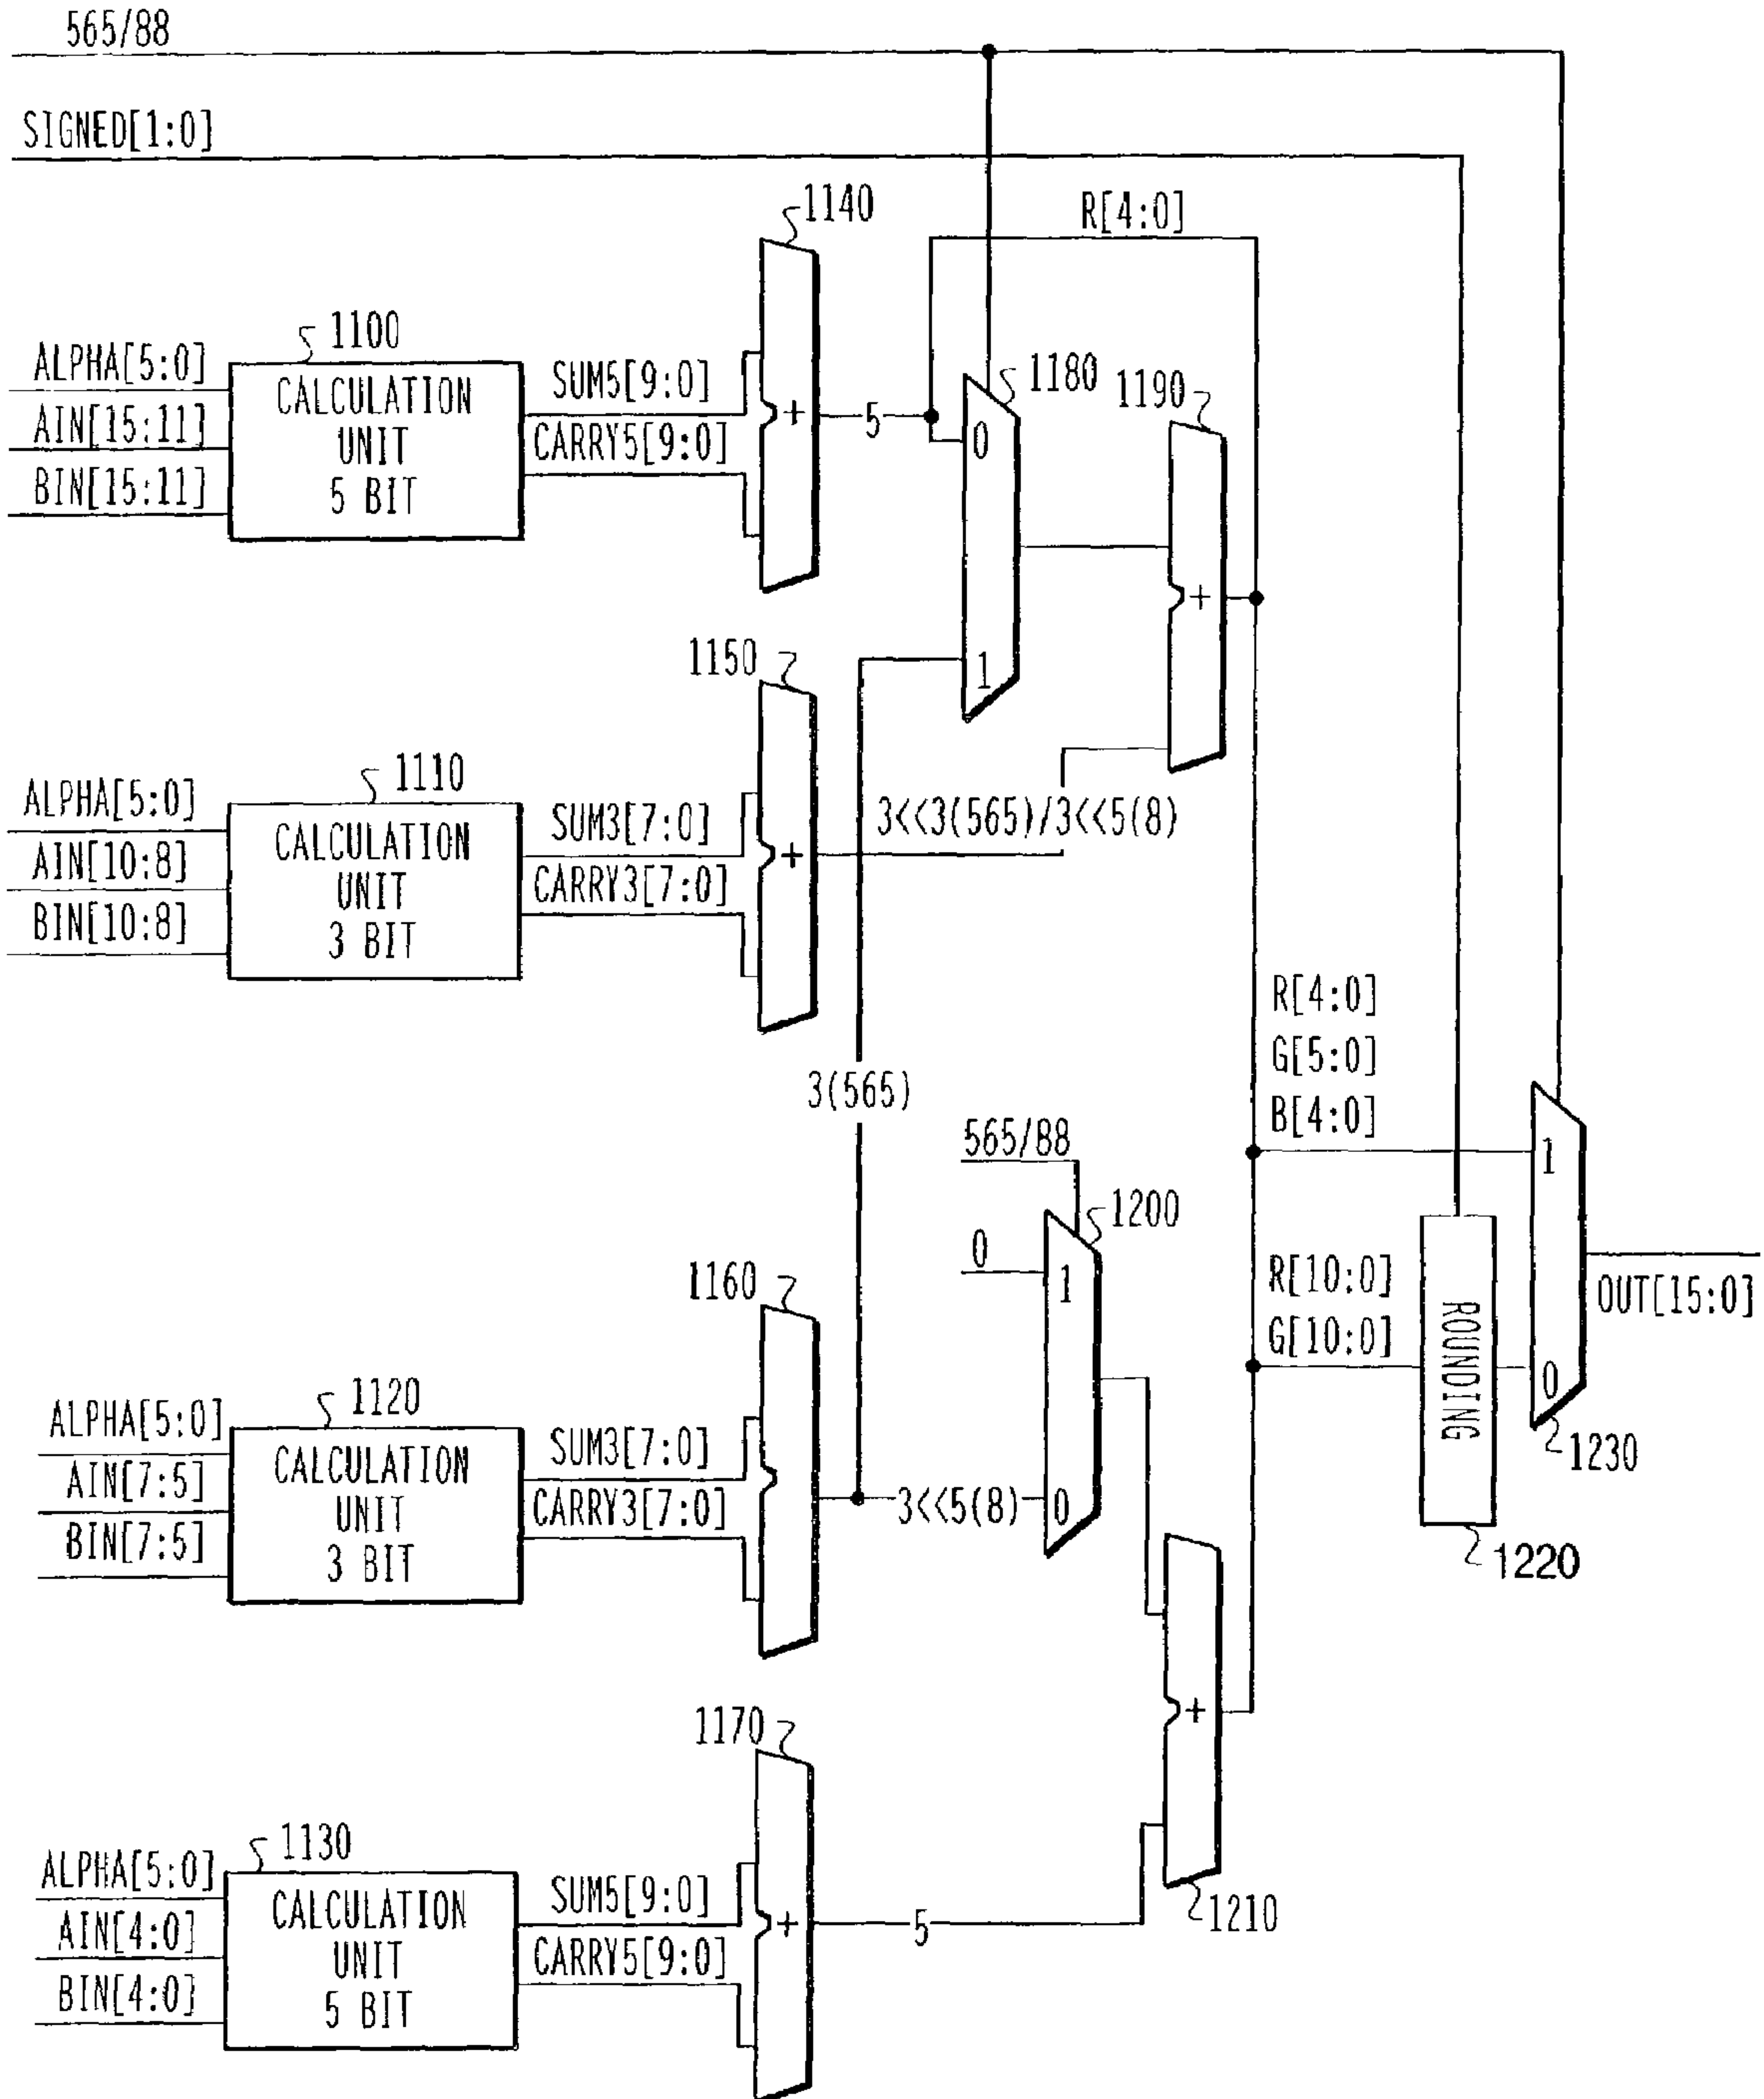 565/88
SIGNED[1:0]
1140
R[4:0]
1100
ALPHA[5:0]
AIN[15:11]
BIN[15:11]
CALCULATION
UNIT
5 BIT
SUM5[9:0]
CARRY5[9:0]
+
5
1180
0
1
1190
+
1150
1110
ALPHA[5:0]
AIN[10:8]
BIN[10:8]
CALCULATION
UNIT
3 BIT
SUM3[7:0]
CARRY3[7:0]
+
3<<3(565)/3<<5(8)
3(565)
R[4:0]
G[5:0]
B[4:0]
565/88
1200
0
1
0
1160
1120
ALPHA[5:0]
AIN[7:5]
BIN[7:5]
CALCULATION
UNIT
3 BIT
SUM3[7:0]
CARRY3[7:0]
3<<5(8)
R[10:0]
G[10:0]
ROUNDING
1220
1
0
1230
OUT[15:0]
1170
1130
ALPHA[5:0]
AIN[4:0]
BIN[4:0]
CALCULATION
UNIT
5 BIT
SUM5[9:0]
CARRY5[9:0]
+
5
+
1210